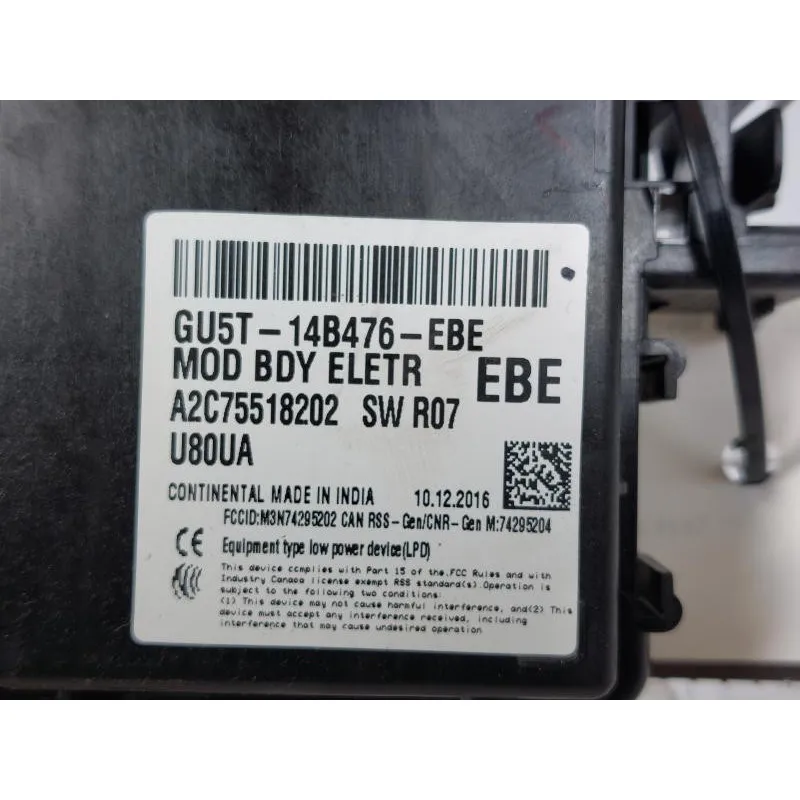 GU5T-14B476-EBE
MOD BDY ELETR
EBE
A2C75518202 SW R07
U80UA
CONTINENTAL MADE IN INDIA 10.12.2016
FCCID:M3N74295202 CAN RSS-Gen/CNR-Gen M:74295204
CE Equipment type low power device(LPD)
This device complies with Part 15 of the FCC Rules and with
Industry Canaoa license exempt RSS standard(s).Operation is
subject to the following two conditions:
(1) This device may not cause harmful interference, and(2) This
device must accept any interference received, including
interference that may cause undesired operation